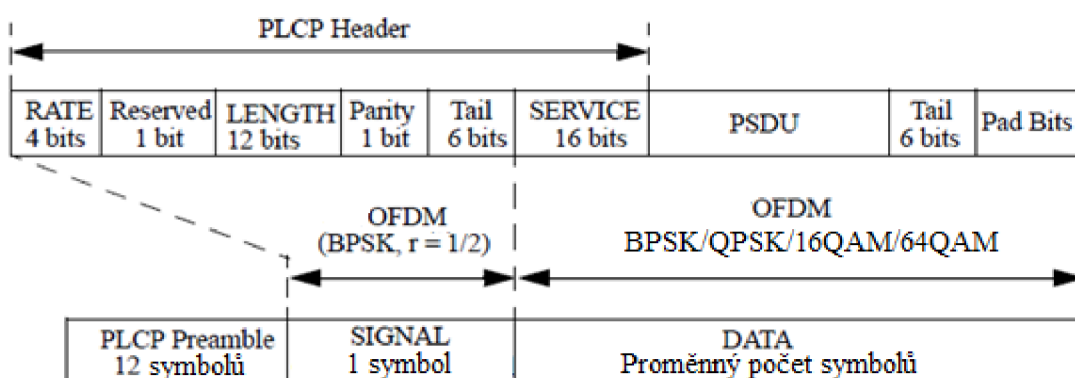 PLCP Header
RATE Reserved LENGTH Parity Tail SERVICE PSDU Tail Pad Bits
4 bits 1 bit 12 bits 1 bit 6 bits 16 bits 6 bits
OFDM OFDM
(BPSK, r = 1/2) BPSK/QPSK/16QAM/64QAM
PLCP Preamble SIGNAL DATA
12 symbolů 1 symbol Proměnný počet symbolů